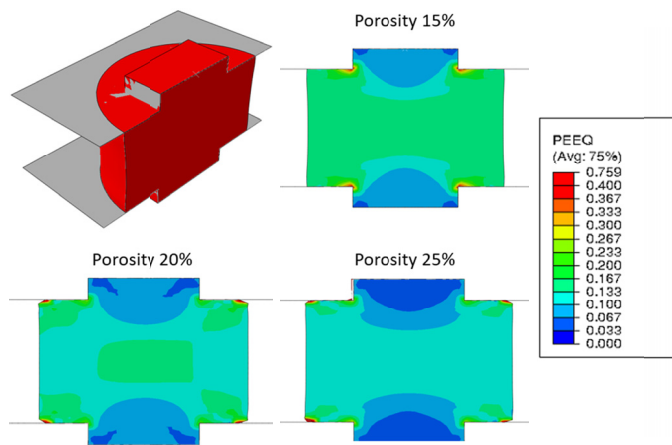 Porosity 15%
PEEQ
(Avg: 75%)
0.759
0.400
0.367
0.333
0.300
0.267
0.233
0.200
0.167
0.133
0.100
0.067
0.033
0.000
Porosity 20%
Porosity 25%